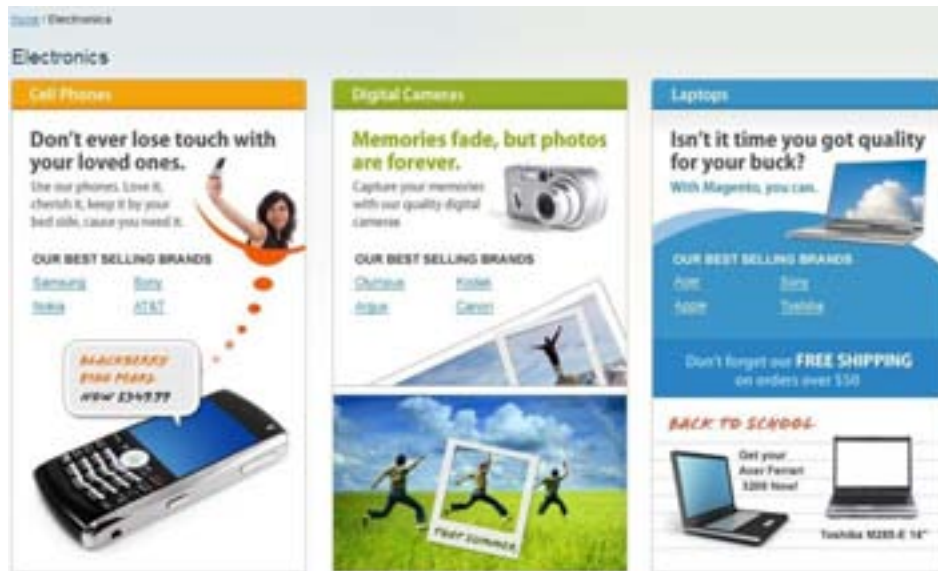 Home / Electronics
Electronics
Cell Phones
Don't ever lose touch with
your loved ones.
Use our phones. Love it,
cherish it, keep it by your
bed side, cause you need it.
OUR BEST SELLING BRANDS
Samsung Sony
Nokia AT&T
BLACKBERRY
8100 PEARL
NOW $349.99
Digital Cameras
Memories fade, but photos
are forever.
Capture your memories
with our quality digital
cameras
OUR BEST SELLING BRANDS
Olympus Kodak
Argus Canon
THAT SUMMER
Laptops
Isn't it time you got quality
for your buck?
With Magento, you can.
OUR BEST SELLING BRANDS
Acer Sony
Apple Toshiba
Don't forget our FREE SHIPPING
on orders over $50
BACK TO SCHOOL
Get your
Acer Ferrari
3200 Now!
Toshiba M285-E 14"